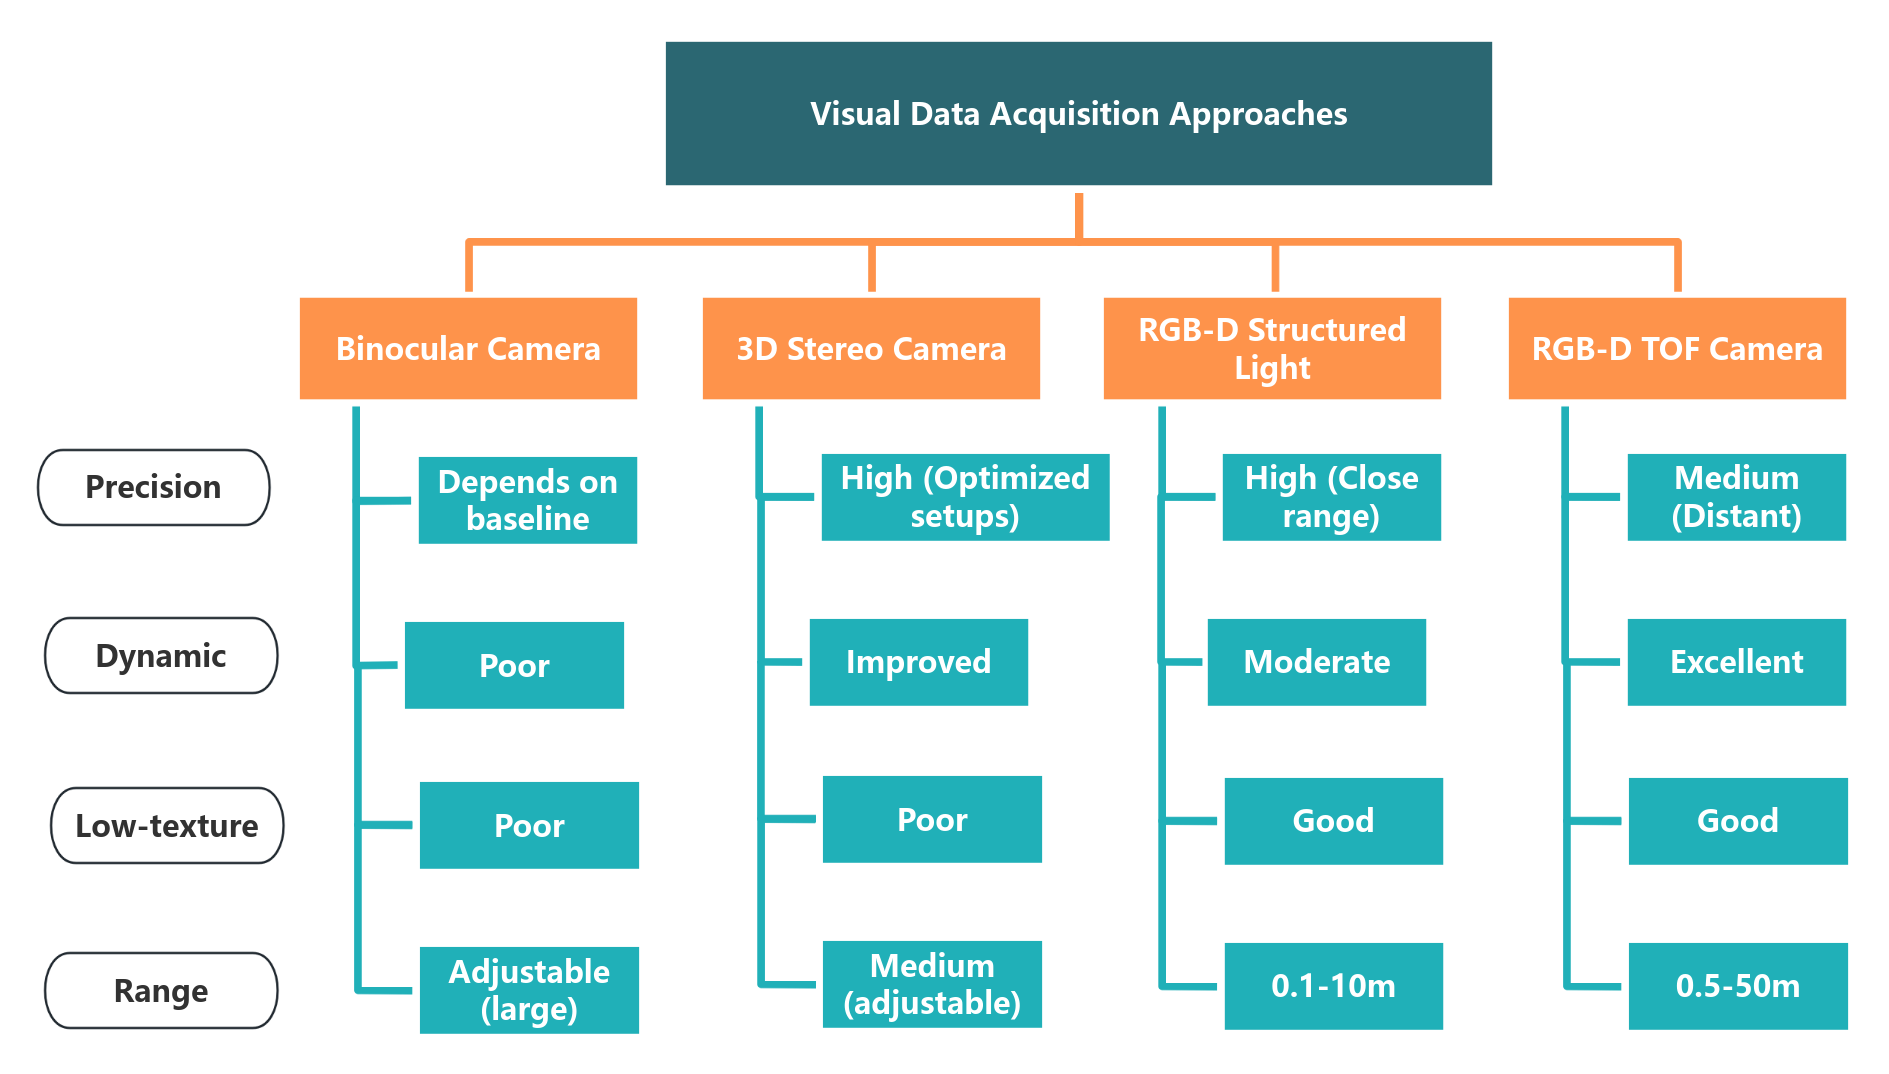 Visual Data Acquisition Approaches
Binocular Camera
3D Stereo Camera
RGB-D Structured
Light
RGB-D TOF Camera
Precision
Depends on
baseline
High (Optimized
setups)
High (Close
range)
Medium
(Distant)
Dynamic
Poor
Improved
Moderate
Excellent
Low-texture
Poor
Poor
Good
Good
Range
Adjustable
(large)
Medium
(adjustable)
0.1-10m
0.5-50m